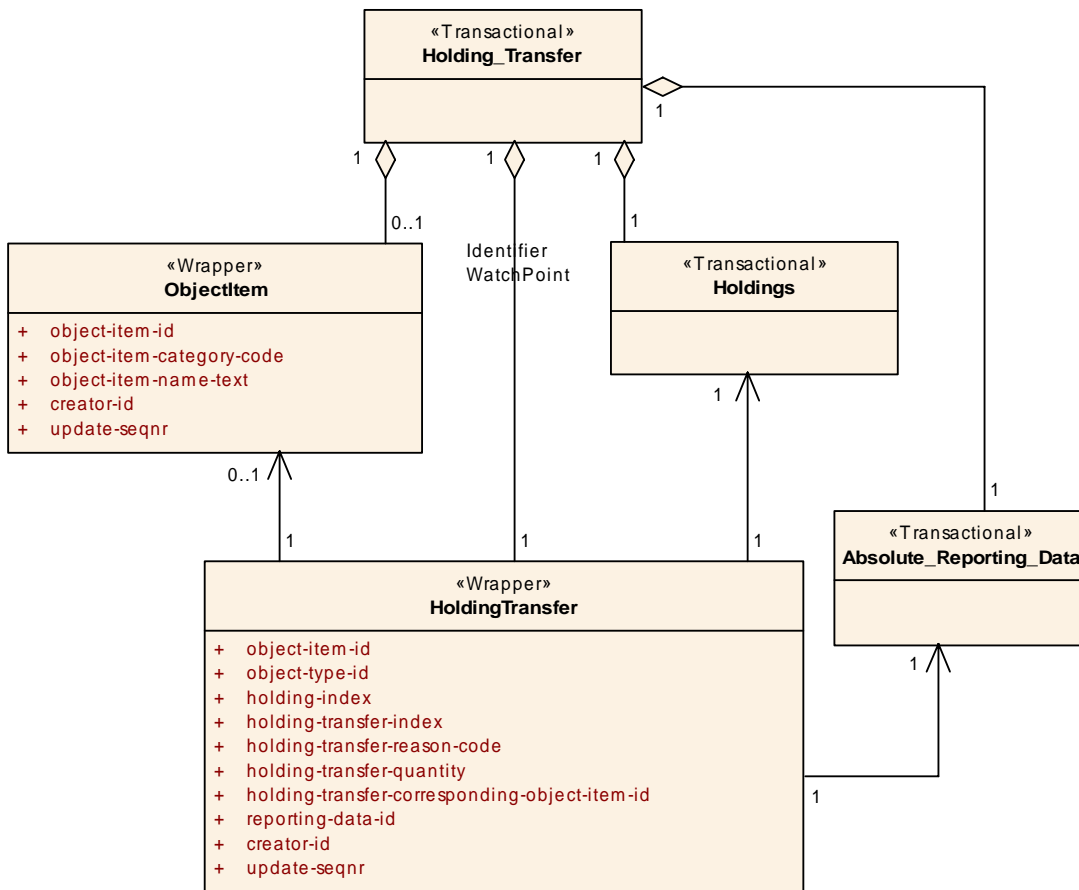 «Transactional»
Holding_Transfer
1
1
1
1
0..1
1
Identifier
WatchPoint
«Wrapper»
ObjectItem
+ object-item-id
+ object-item-category-code
+ object-item-name-text
+ creator-id
+ update-seqnr
«Transactional»
Holdings
0..1
1
1
1
1
1
«Transactional»
Absolute_Reporting_Data
«Wrapper»
HoldingTransfer
+ object-item-id
+ object-type-id
+ holding-index
+ holding-transfer-index
+ holding-transfer-reason-code
+ holding-transfer-quantity
+ holding-transfer-corresponding-object-item-id
+ reporting-data-id
+ creator-id
+ update-seqnr
1
1